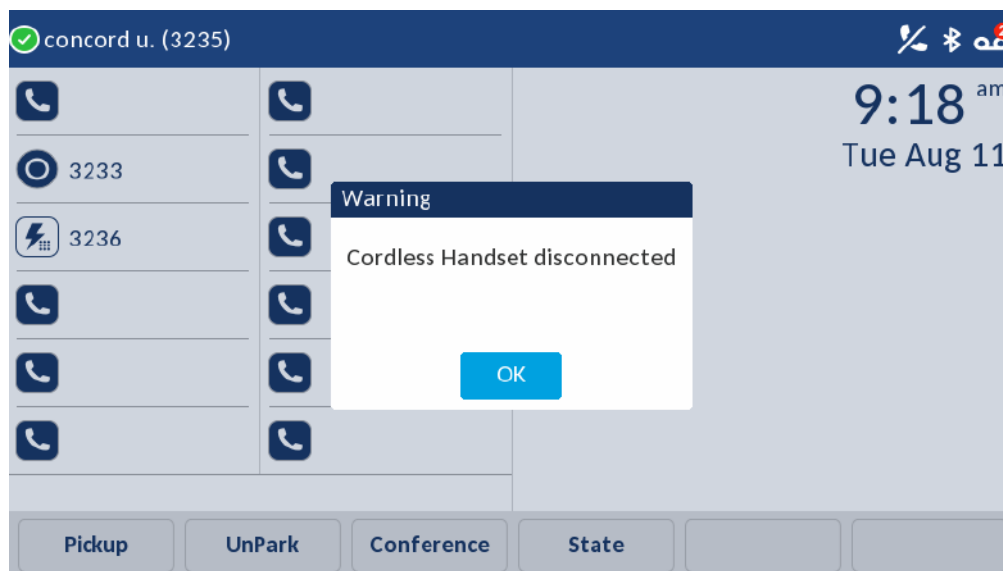 concord u. (3235)
2
9:18 am
Tue Aug 11
3233
3236
Warning
Cordless Handset disconnected
OK
Pickup
UnPark
Conference
State